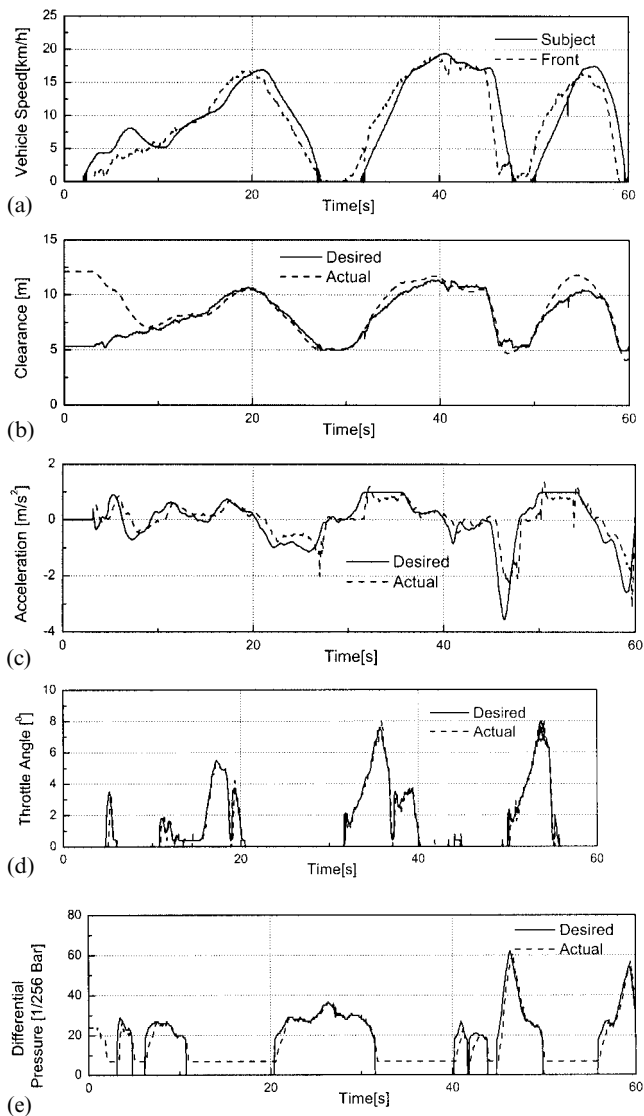 25
20
15
10
5
0
Vehicle Speed[km/h]
Subject
Front
0 20 40 60
Time[s]
(a)
15
10
5
0
Clearance [m]
Desired
Actual
0 20 40 60
Time[s]
(b)
2
0
-2
-4
Acceleration [m/s²]
Desired
Actual
0 20 40 60
Time[s]
(c)
10
8
6
4
2
0
Throttle Angle [°]
Desired
Actual
0 20 40 60
Time[s]
(d)
80
60
40
20
0
Differential
Pressure [1/256 Bar]
Desired
Actual
0 10 20 30 40 50 60
Time[s]
(e)